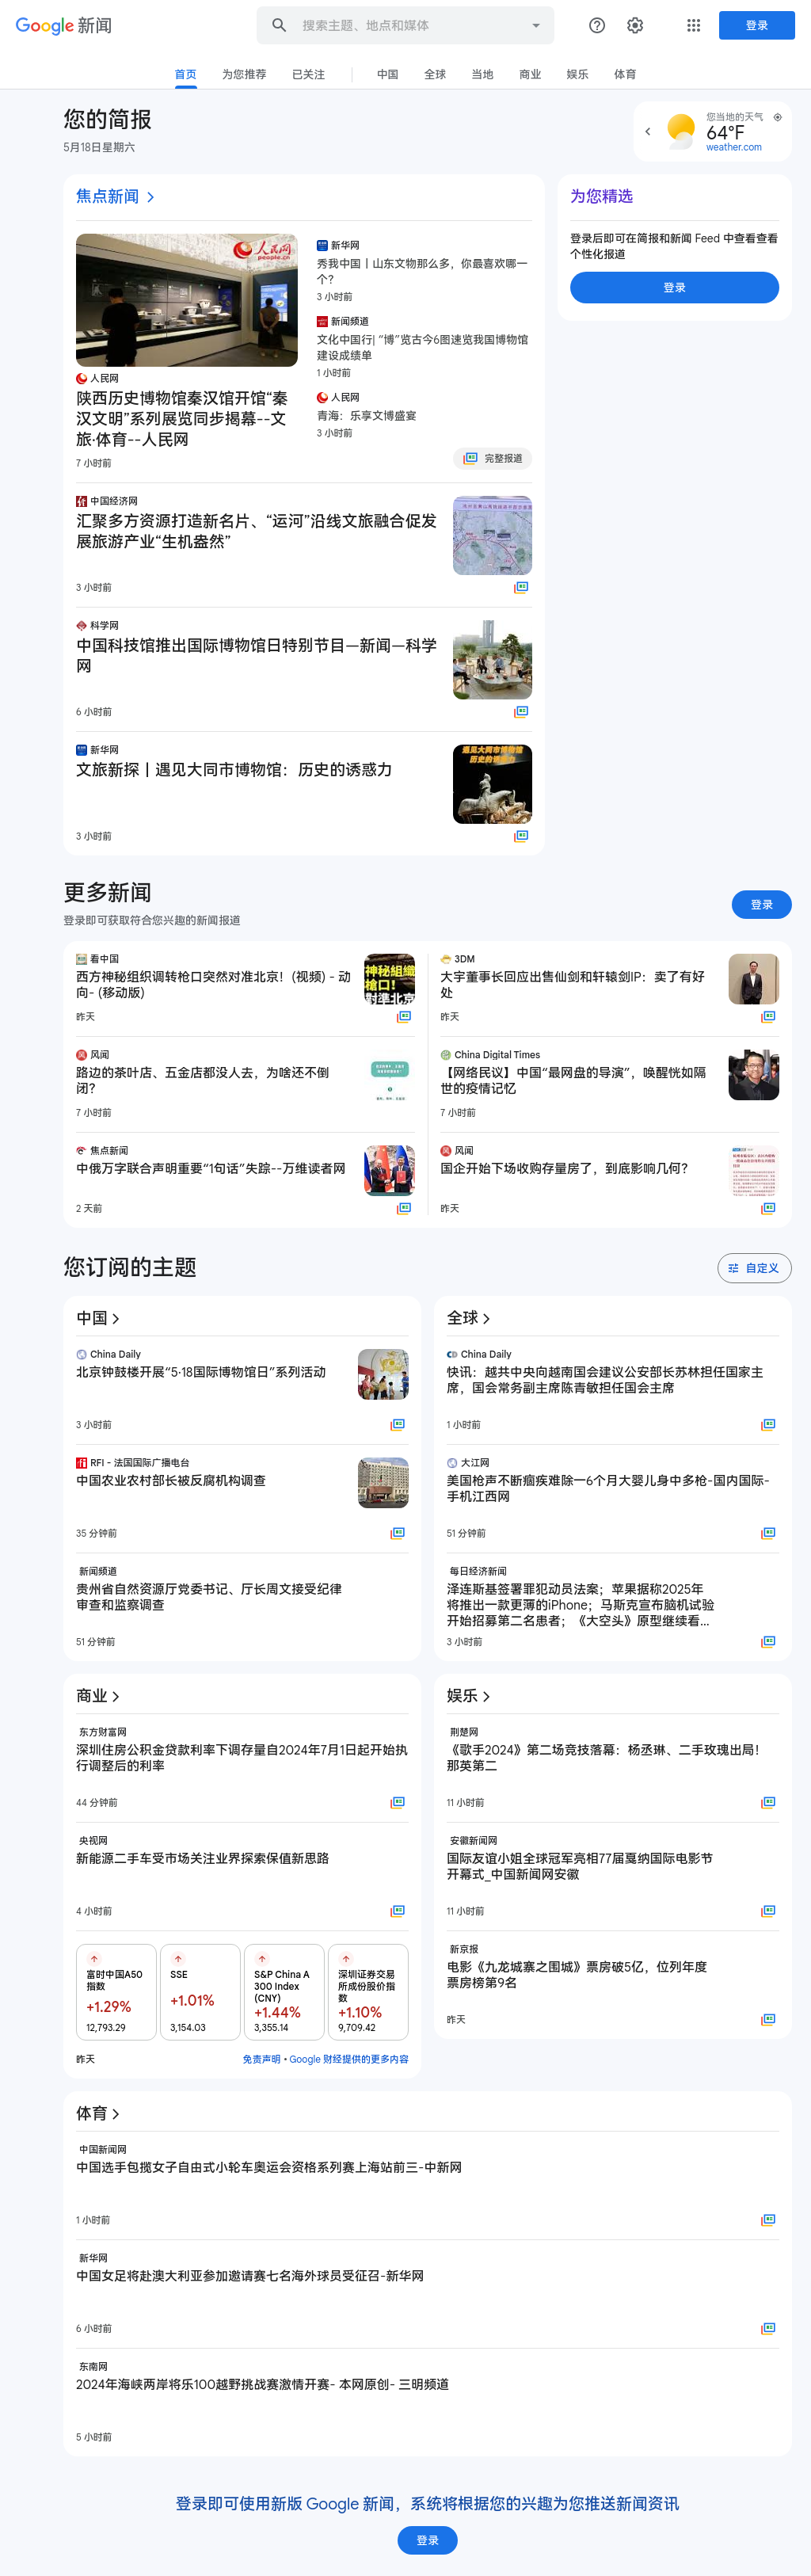 Google 新闻
搜索主题、地点和媒体
登录
首页
为您推荐
已关注
中国
全球
当地
商业
娱乐
体育
您的简报
5月18日星期六
您当地的天气
64°F
weather.com
焦点新闻
人民网
people.cn
人民网
陕西历史博物馆秦汉馆开馆“秦
汉文明”系列展览同步揭幕--文
旅·体育--人民网
7 小时前
新华网
秀我中国丨山东文物那么多，你最喜欢哪一
个？
3 小时前
新闻频道
文化中国行| “博”览古今6图速览我国博物馆
建设成绩单
1 小时前
人民网
青海：乐享文博盛宴
3 小时前
完整报道
中国经济网
汇聚多方资源打造新名片、“运河”沿线文旅融合促发
展旅游产业“生机盎然”
3 小时前
科学网
中国科技馆推出国际博物馆日特别节目—新闻—科学
网
6 小时前
新华网
文旅新探丨遇见大同市博物馆：历史的诱惑力
遇见大同市博物馆
历史的诱惑力
3 小时前
为您精选
登录后即可在简报和新闻 Feed 中查看查看
个性化报道
登录
更多新闻
登录即可获取符合您兴趣的新闻报道
登录
看中国
西方神秘组织调转枪口突然对准北京！(视频) - 动
向- (移动版)
神秘組織
槍口！
對準北京
昨天
风闻
路边的茶叶店、五金店都没人去，为啥还不倒
闭？
7 小时前
焦点新闻
中俄万字联合声明重要“1句话”失踪--万维读者网
2 天前
3DM
大宇董事长回应出售仙剑和轩辕剑IP：卖了有好
处
昨天
China Digital Times
【网络民议】中国“最网盘的导演”，唤醒恍如隔
世的疫情记忆
7 小时前
风闻
国企开始下场收购存量房了，到底影响几何？
昨天
您订阅的主题
自定义
中国
China Daily
北京钟鼓楼开展“5·18国际博物馆日”系列活动
3 小时前
RFI - 法国国际广播电台
中国农业农村部长被反腐机构调查
35 分钟前
新闻频道
贵州省自然资源厅党委书记、厅长周文接受纪律
审查和监察调查
51 分钟前
全球
China Daily
快讯：越共中央向越南国会建议公安部长苏林担任国家主
席，国会常务副主席陈青敏担任国会主席
1 小时前
大江网
美国枪声不断痼疾难除一6个月大婴儿身中多枪-国内国际-
手机江西网
51 分钟前
每日经济新闻
泽连斯基签署罪犯动员法案；苹果据称2025年
将推出一款更薄的iPhone；马斯克宣布脑机试验
开始招募第二名患者；《大空头》原型继续看...
3 小时前
商业
东方财富网
深圳住房公积金贷款利率下调存量自2024年7月1日起开始执
行调整后的利率
44 分钟前
央视网
新能源二手车受市场关注业界探索保值新思路
4 小时前
富时中国A50
指数
+1.29%
12,793.29
SSE
+1.01%
3,154.03
S&P China A
300 Index
(CNY)
+1.44%
3,355.14
深圳证券交易
所成份股价指
数
+1.10%
9,709.42
昨天
免责声明 • Google 财经提供的更多内容
娱乐
荆楚网
《歌手2024》第二场竞技落幕：杨丞琳、二手玫瑰出局！
那英第二
11 小时前
安徽新闻网
国际友谊小姐全球冠军亮相77届戛纳国际电影节
开幕式_中国新闻网安徽
11 小时前
新京报
电影《九龙城寨之围城》票房破5亿，位列年度
票房榜第9名
昨天
体育
中国新闻网
中国选手包揽女子自由式小轮车奥运会资格系列赛上海站前三-中新网
1 小时前
新华网
中国女足将赴澳大利亚参加邀请赛七名海外球员受征召-新华网
6 小时前
东南网
2024年海峡两岸将乐100越野挑战赛激情开赛- 本网原创- 三明频道
5 小时前
登录即可使用新版 Google 新闻，系统将根据您的兴趣为您推送新闻资讯
登录